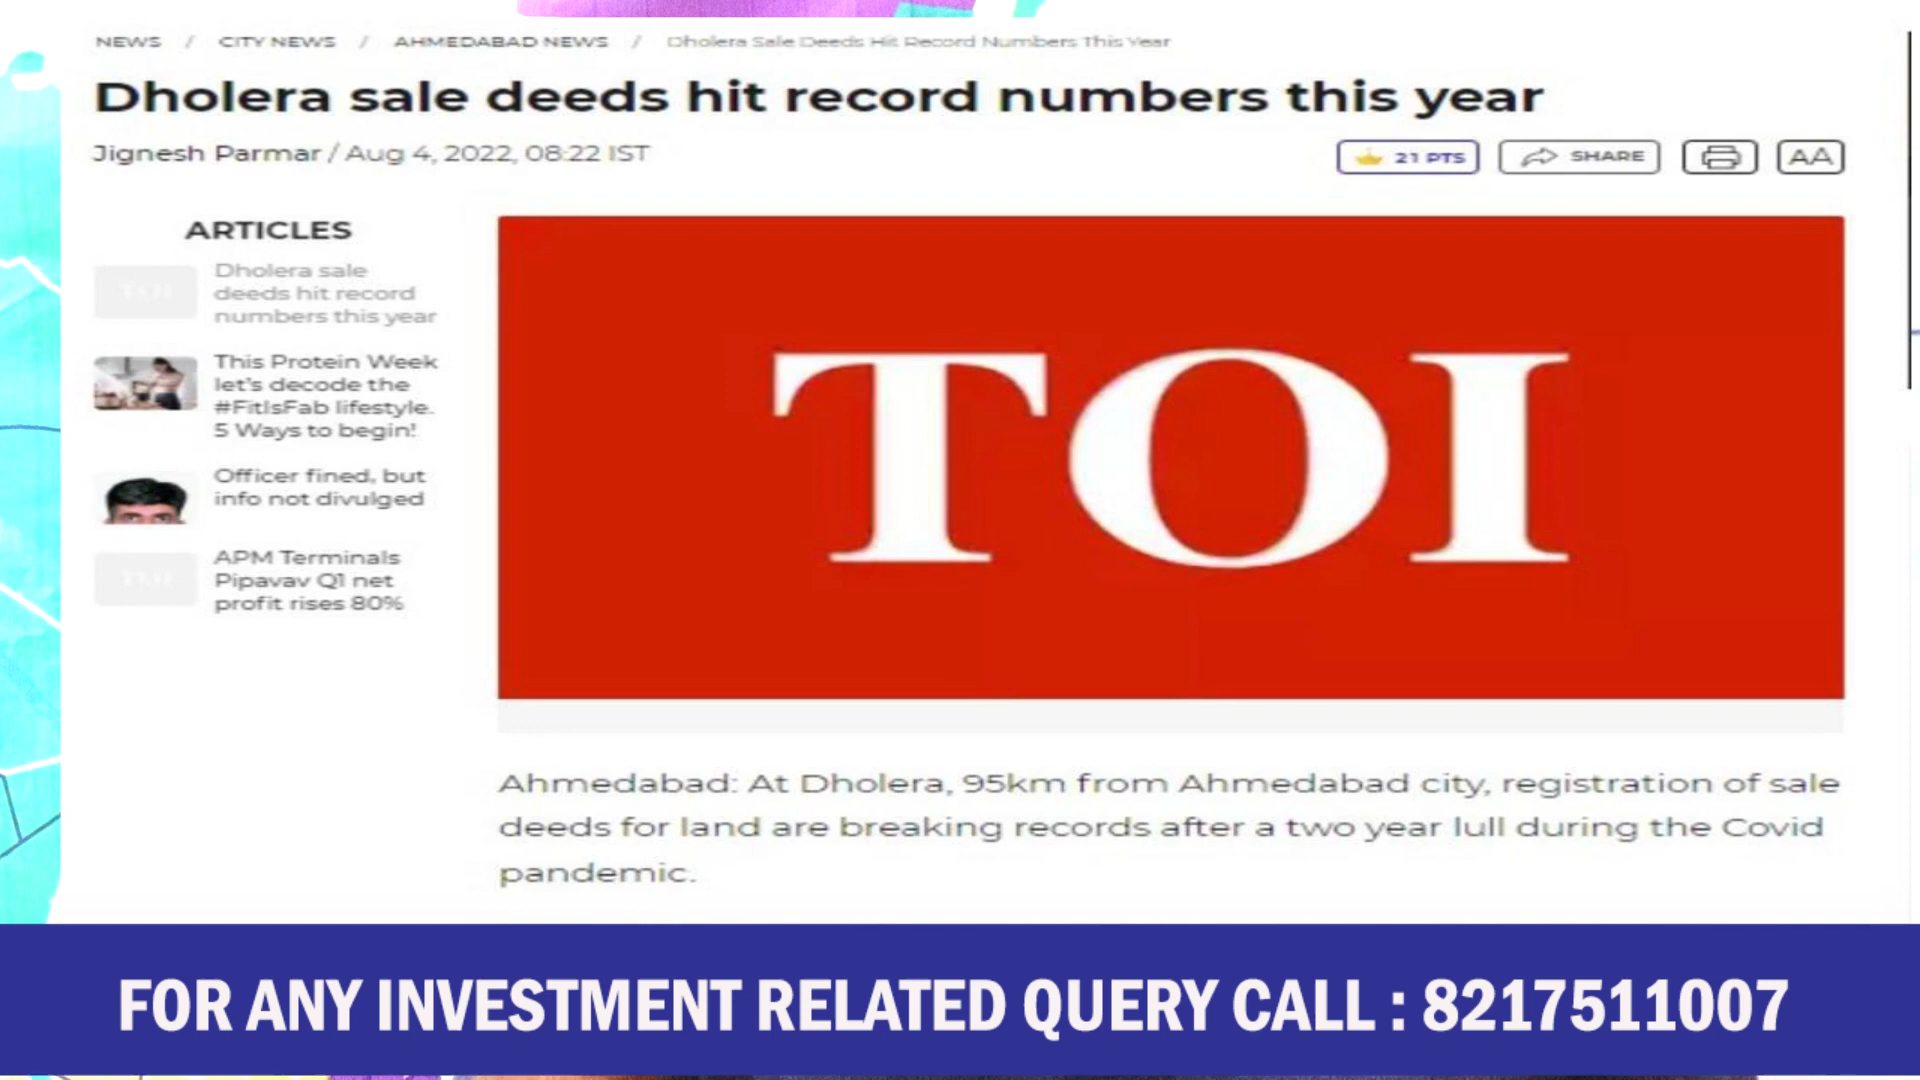 NEWS / CITY NEWS / AHMEDABAD NEWS / Dholera Sale Deeds Hit Record Numbers This Year
Dholera sale deeds hit record numbers this year
Jignesh Parmar / Aug 4, 2022, 08:22 IST
21 PTS
SHARE
AA
ARTICLES
TOI
Dholera sale
deeds hit record
numbers this year
This Protein Week
let's decode the
#FitIsFab lifestyle.
5 Ways to begin!
Officer fined, but
info not divulged
TOI
APM Terminals
Pipavav Q1 net
profit rises 80%
TOI
Ahmedabad: At Dholera, 95km from Ahmedabad city, registration of sale
deeds for land are breaking records after a two year lull during the Covid
pandemic.
FOR ANY INVESTMENT RELATED QUERY CALL : 8217511007